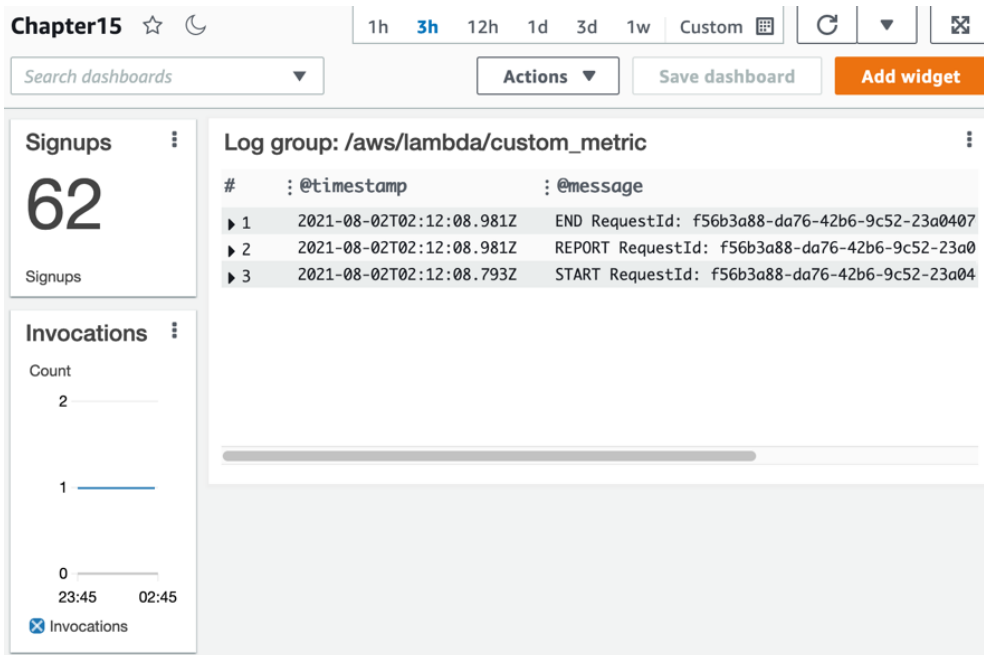 Chapter15 1h 3h 12h 1d 3d 1w Custom
Search dashboards Actions Save dashboard Add widget
Signups
62
Signups
Log group: /aws/lambda/custom_metric
# @timestamp @message
1 2021-08-02T02:12:08.981Z END RequestId: f56b3a88-da76-42b6-9c52-23a0407
2 2021-08-02T02:12:08.981Z REPORT RequestId: f56b3a88-da76-42b6-9c52-23a0
3 2021-08-02T02:12:08.793Z START RequestId: f56b3a88-da76-42b6-9c52-23a04
Invocations
Count
2
1
0
23:45 02:45
Invocations